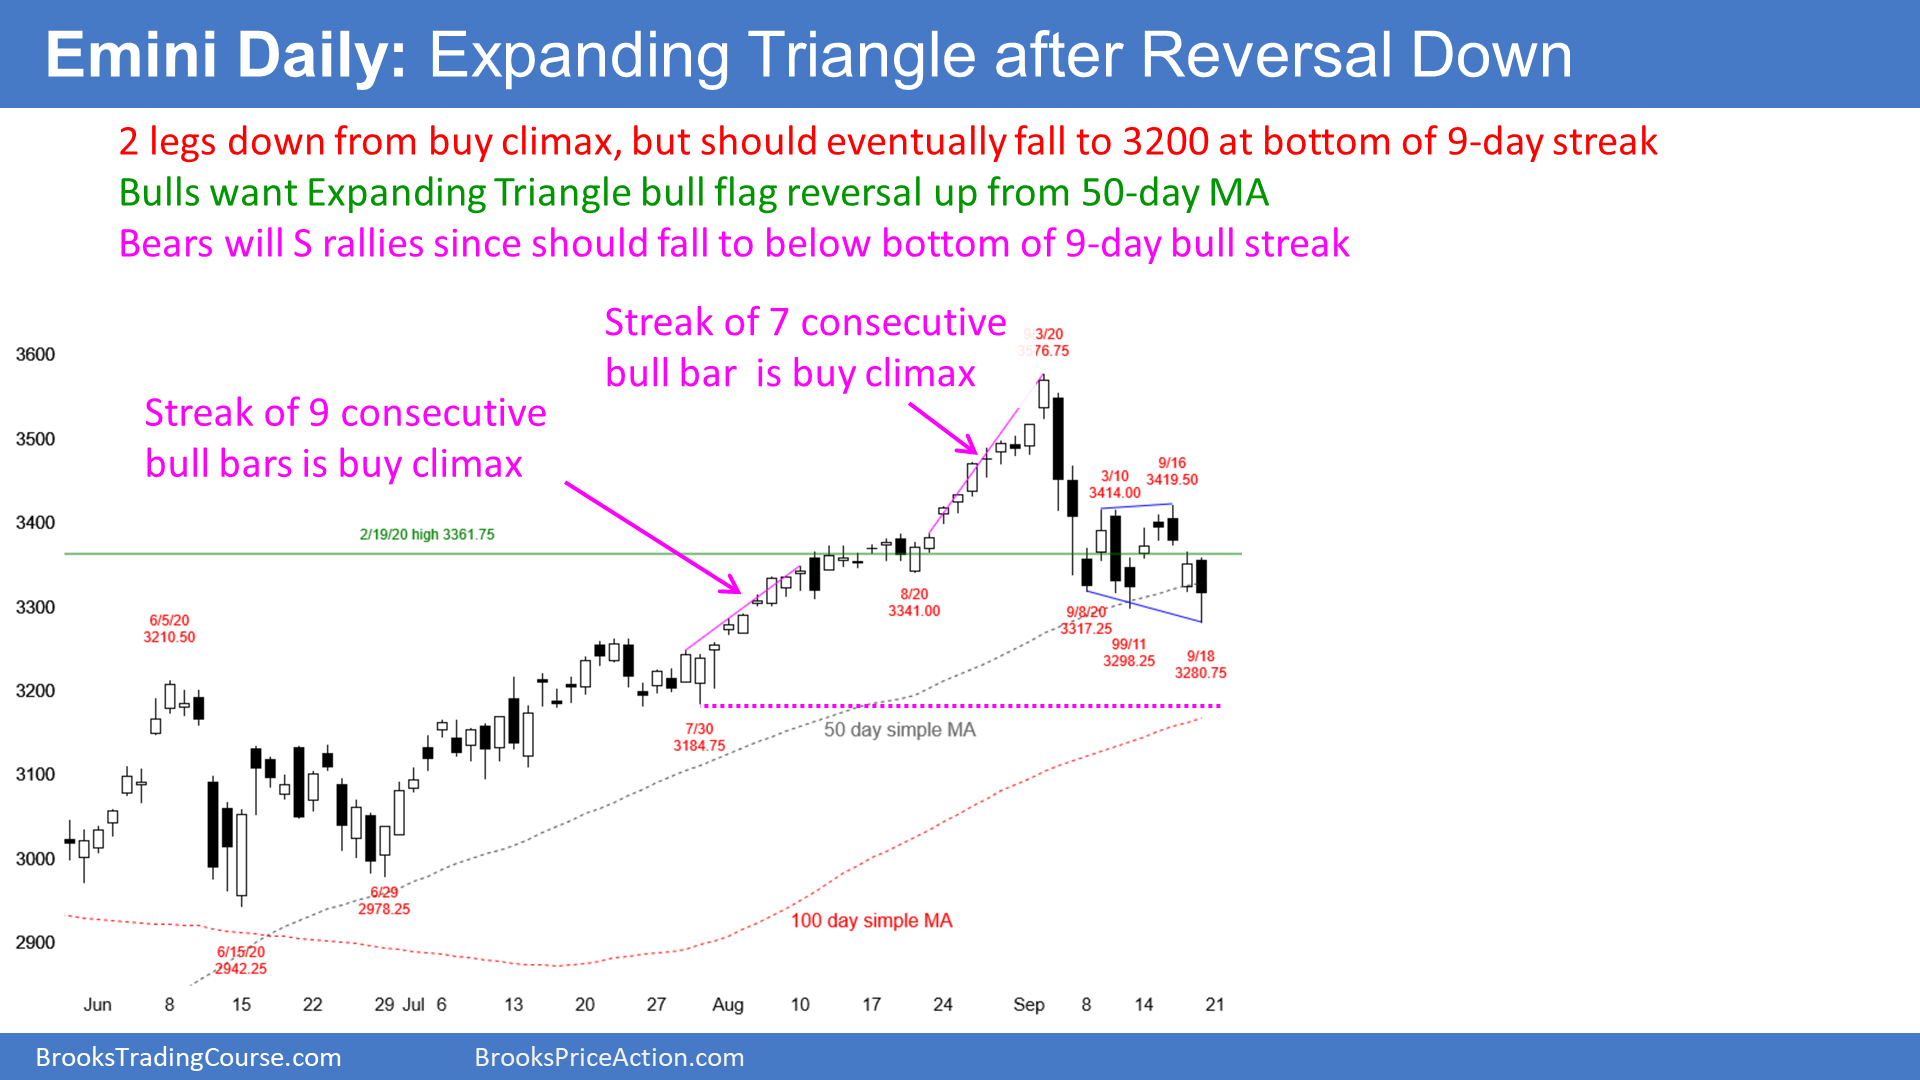 Emini Daily: Expanding Triangle after Reversal Down
2 legs down from buy climax, but should eventually fall to 3200 at bottom of 9-day streak
Bulls want Expanding Triangle bull flag reversal up from 50-day MA
Bears will S rallies since should fall to below bottom of 9-day bull streak
Streak of 7 consecutive
bull bar is buy climax
Streak of 9 consecutive
bull bars is buy climax
9/3/20
3576.75
3600
3500
3400
3300
3200
3100
3000
2900
2/19/20 high 3361.75
6/5/20
3210.50
6/15/20
2942.25
6/29
2978.25
7/30
3184.75
8/20
3341.00
3/10
3414.00
9/16
3419.50
9/8/20
3317.25
99/11
3298.25
9/18
3280.75
50 day simple MA
100 day simple MA
Jun 8 15 22 29 Jul 6 13 20 27 Aug 10 17 24 Sep 8 14 21
BrooksTradingCourse.com
BrooksPriceAction.com